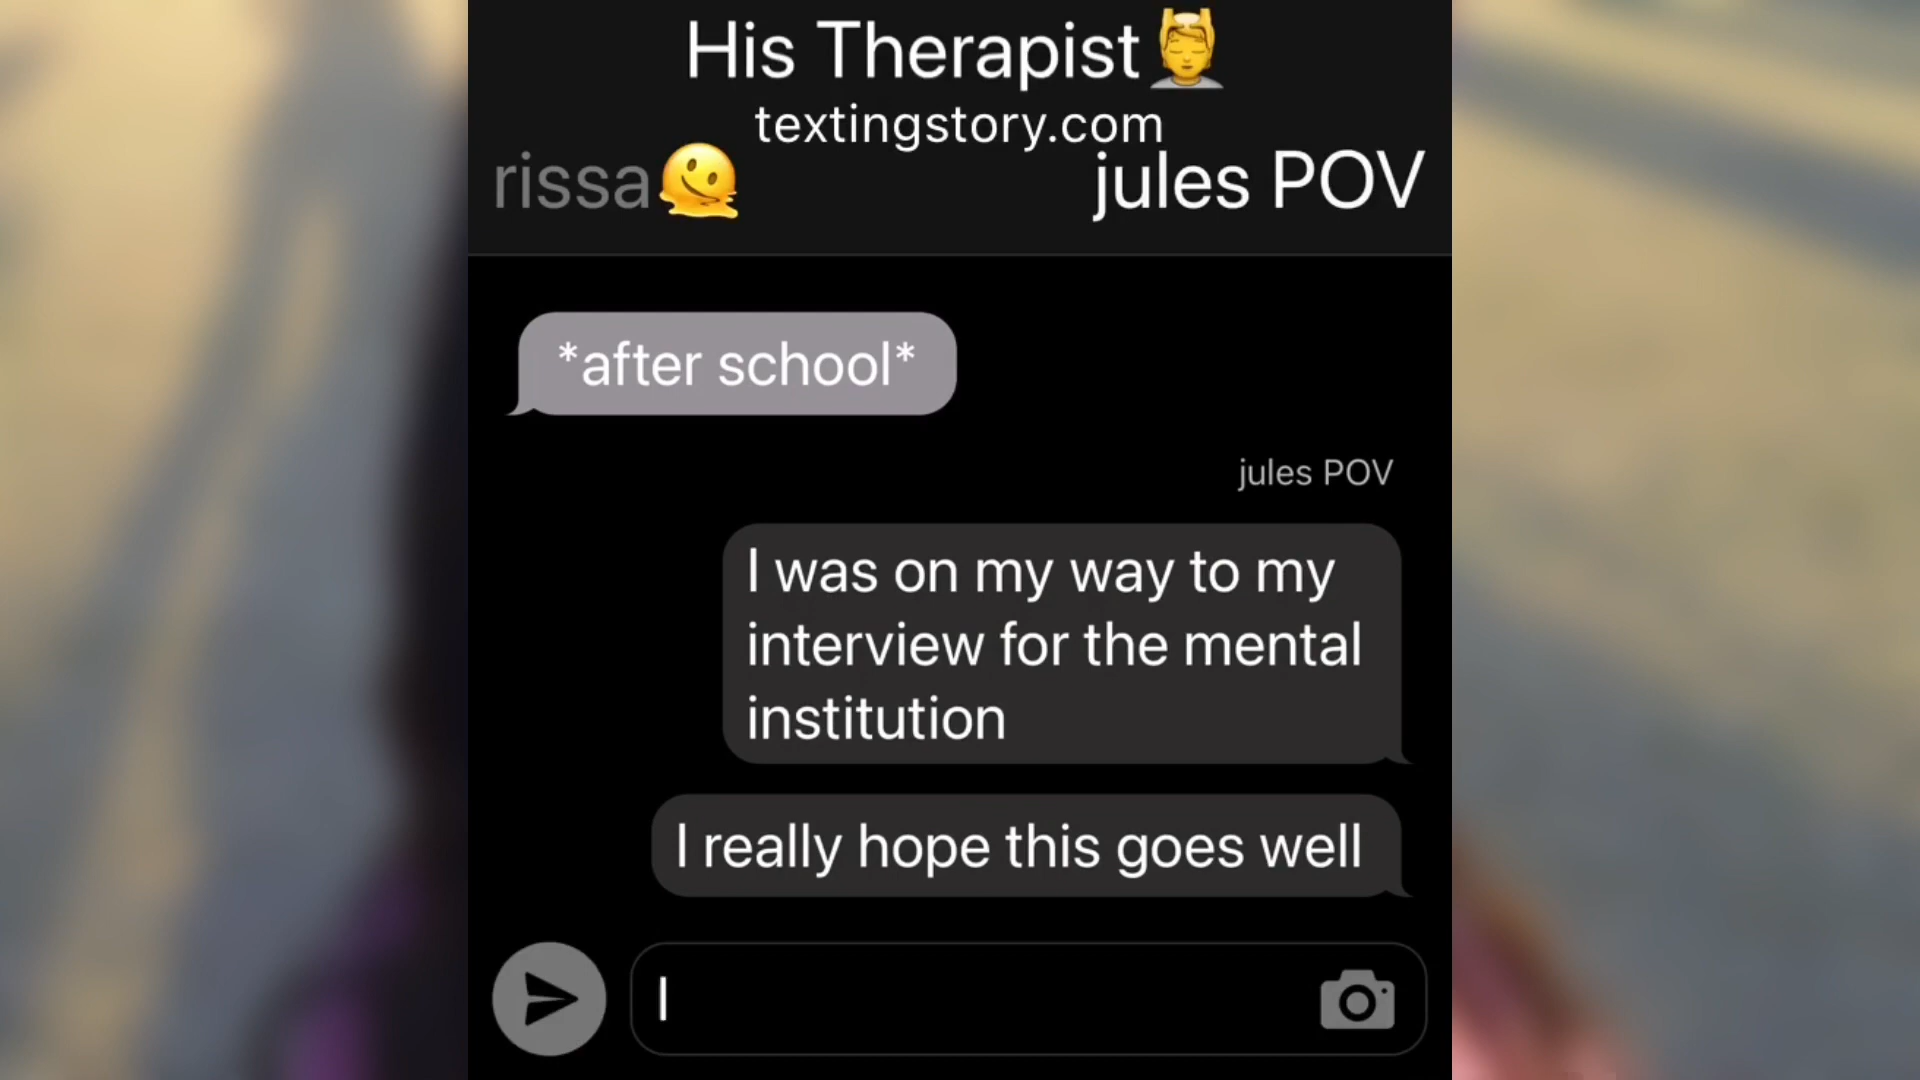 His Therapist💆
textingstory.com
rissa🫠
jules POV
*after school*
jules POV
I was on my way to my
interview for the mental
institution
I really hope this goes well